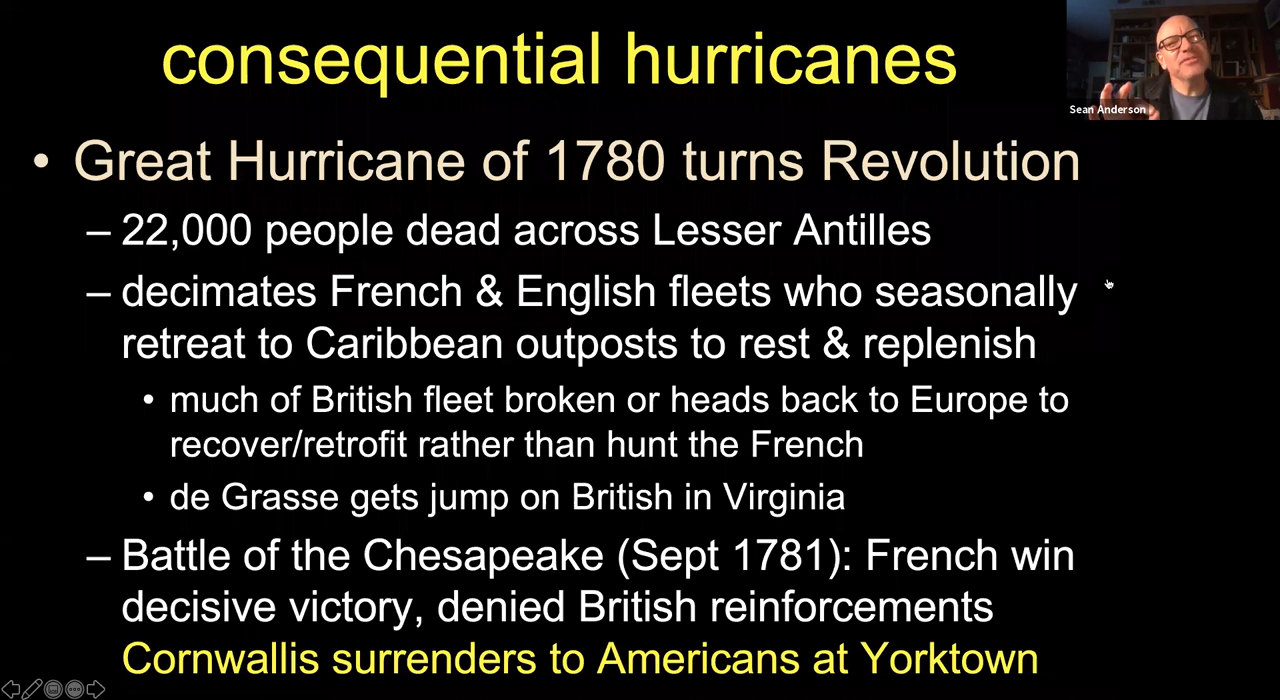 consequential hurricanes
Sean Anderson
• Great Hurricane of 1780 turns Revolution
– 22,000 people dead across Lesser Antilles
– decimates French & English fleets who seasonally
retreat to Caribbean outposts to rest & replenish
• much of British fleet broken or heads back to Europe to
recover/retrofit rather than hunt the French
• de Grasse gets jump on British in Virginia
– Battle of the Chesapeake (Sept 1781): French win
decisive victory, denied British reinforcements
Cornwallis surrenders to Americans at Yorktown